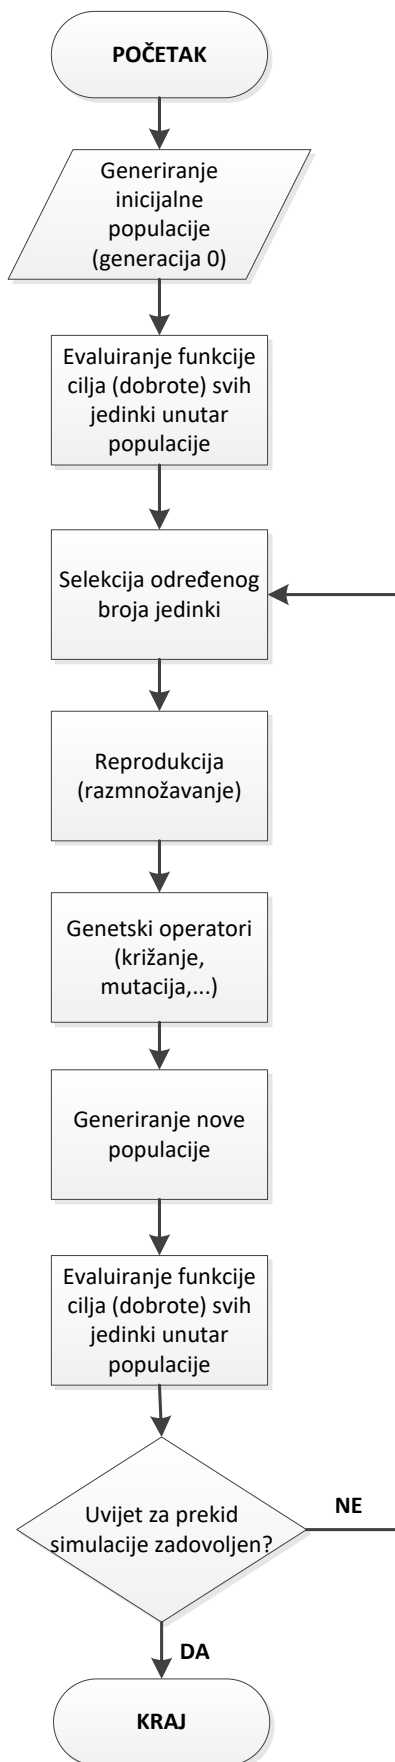 POČETAK
Generiranje
inicijalne
populacije
(generacija 0)
Evaluiranje funkcije
cilja (dobrote) svih
jedinki unutar
populacije
Selekcija određenog
broja jedinki
Reprodukcija
(razmnožavanje)
Genetski operatori
(križanje,
mutacija,...)
Generiranje nove
populacije
Evaluiranje funkcije
cilja (dobrote) svih
jedinki unutar
populacije
Uvijet za prekid
simulacije zadovoljen?
NE
DA
KRAJ